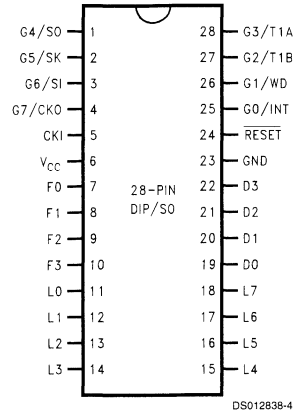 G4/SO 1 28 G3/T1A
G5/SK 2 27 G2/T1B
G6/SI 3 26 G1/WD
G7/CKO 4 25 G0/INT
CKI 5 24 RESET
VCC 6 23 GND
F0 7 28-PIN 22 D3
F1 8 DIP/SO 21 D2
F2 9 20 D1
F3 10 19 D0
L0 11 18 L7
L1 12 17 L6
L2 13 16 L5
L3 14 15 L4
DS012838-4